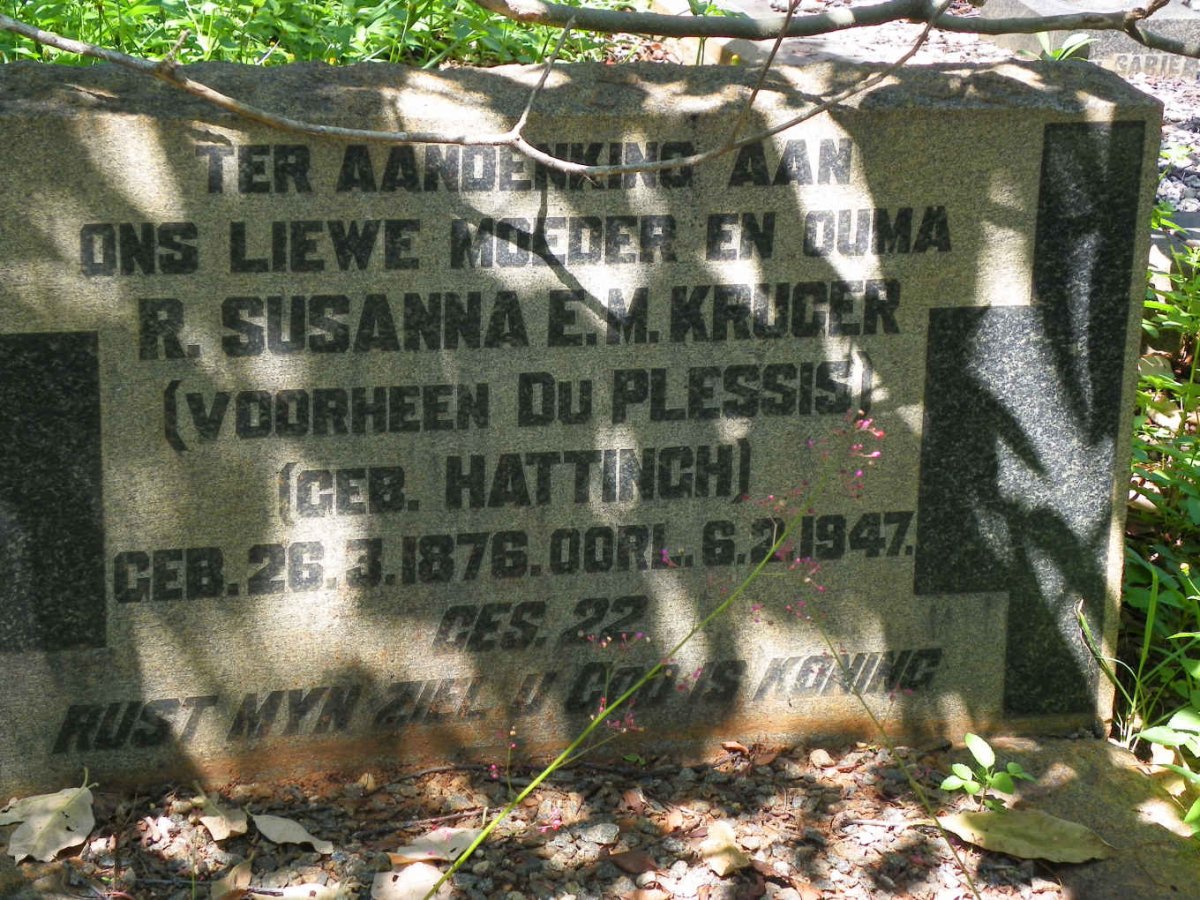 TER AANDENKING AAN
ONS LIEWE MOEDER EN OUMA
R. SUSANNA E.M. KRUGER
(VOORHEEN DU PLESSIS)
(GEB. HATTINGH)
GEB. 26.3.1876. OORL. 6.2.1947.
GES. 22
RUST MYN ZIEL U GOD IS KONING